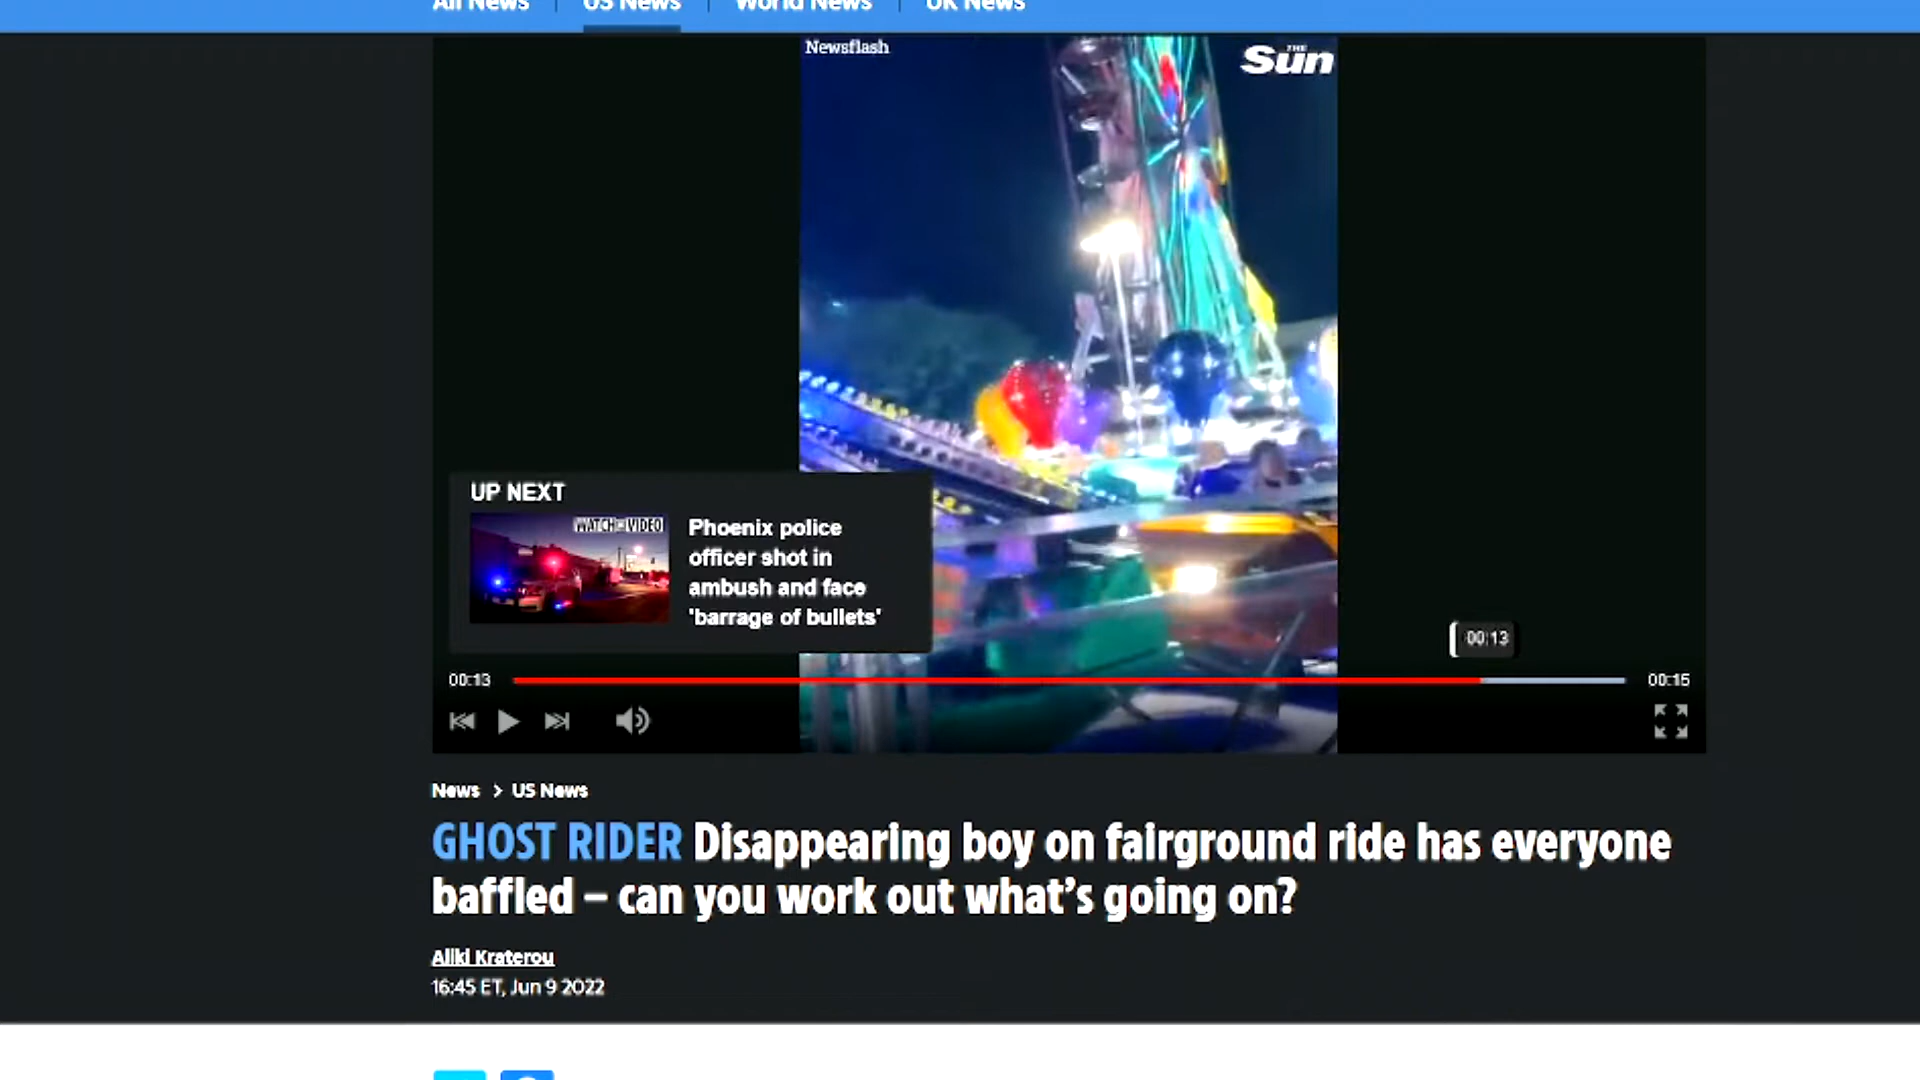 All News
US News
World News
UK News
Newsflash
THE
Sun
UP NEXT
WATCH THE VIDEO
Phoenix police
officer shot in
ambush and face
'barrage of bullets'
00:13
00:13
00:15
News > US News
GHOST RIDER Disappearing boy on fairground ride has everyone
baffled – can you work out what's going on?
Aliki Kraterou
16:45 ET, Jun 9 2022